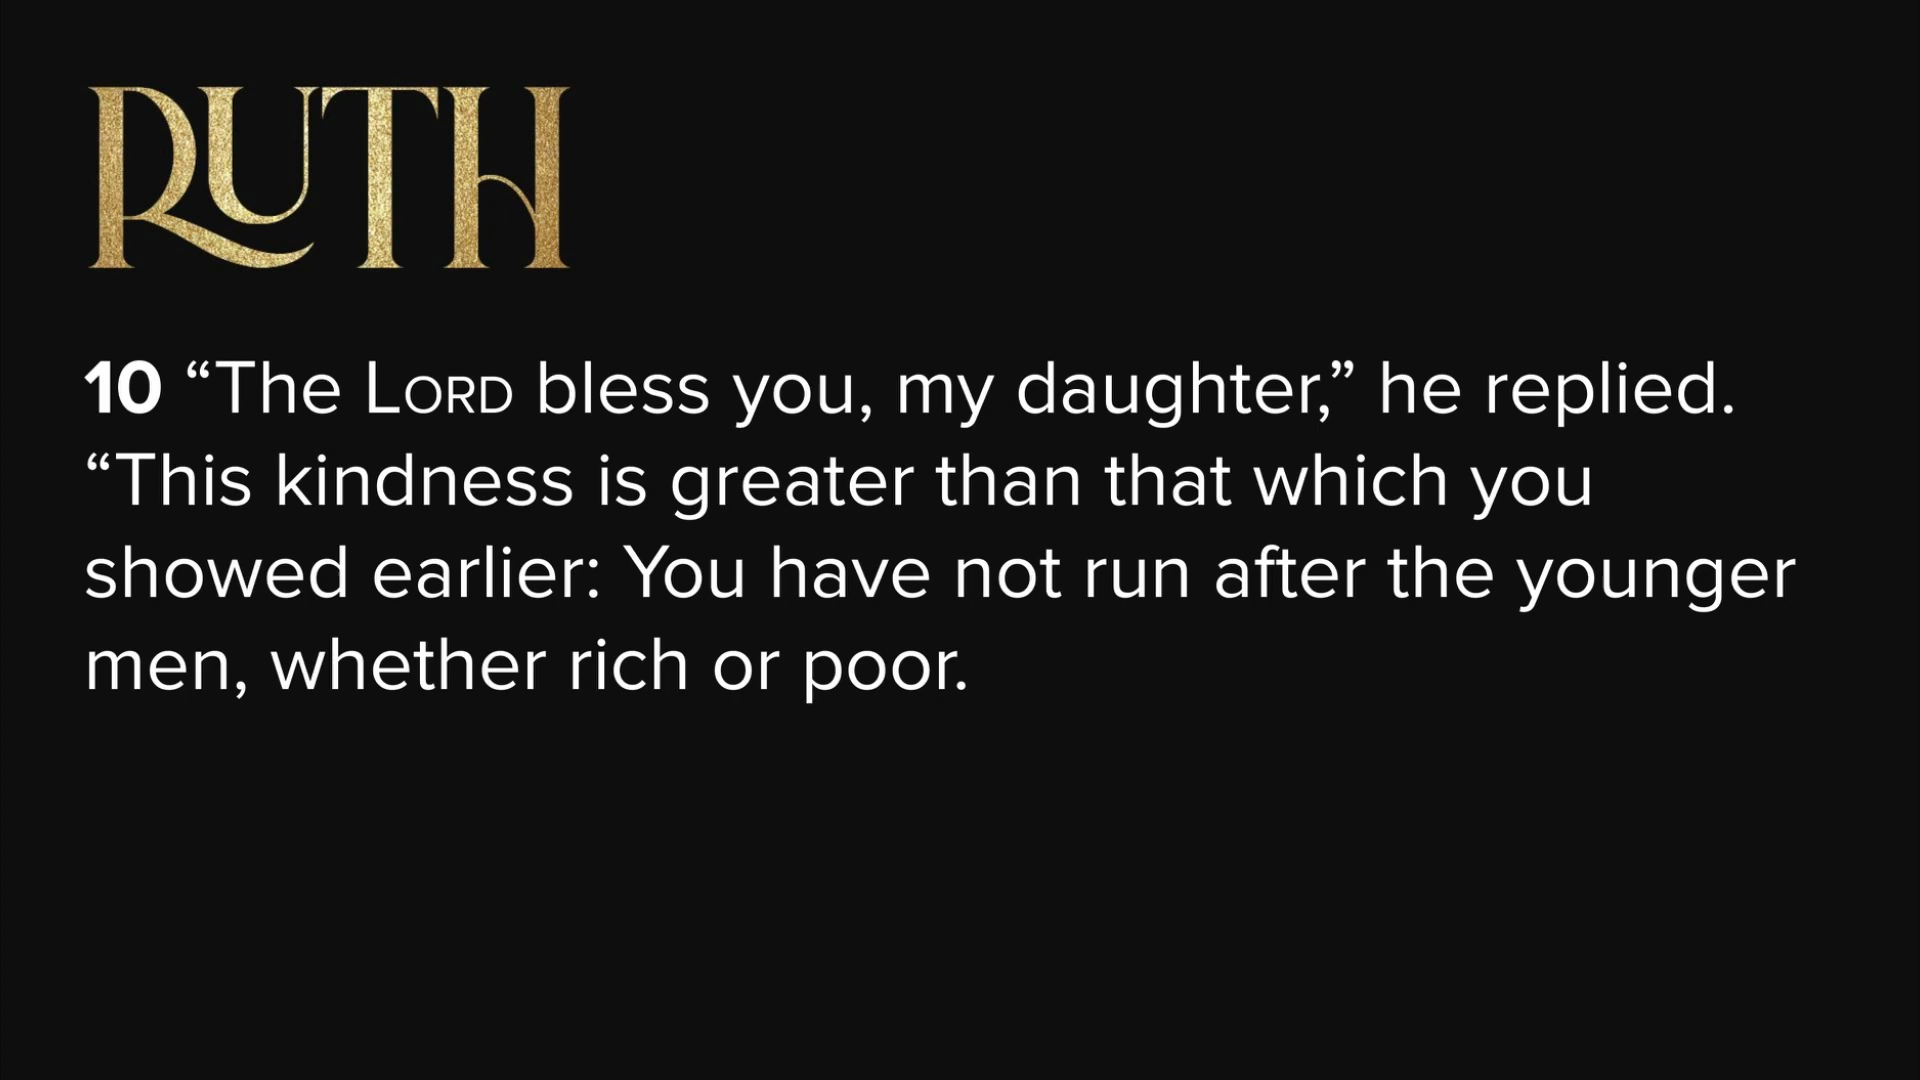 RUTH
10 “The LORD bless you, my daughter,” he replied.
“This kindness is greater than that which you
showed earlier: You have not run after the younger
men, whether rich or poor.